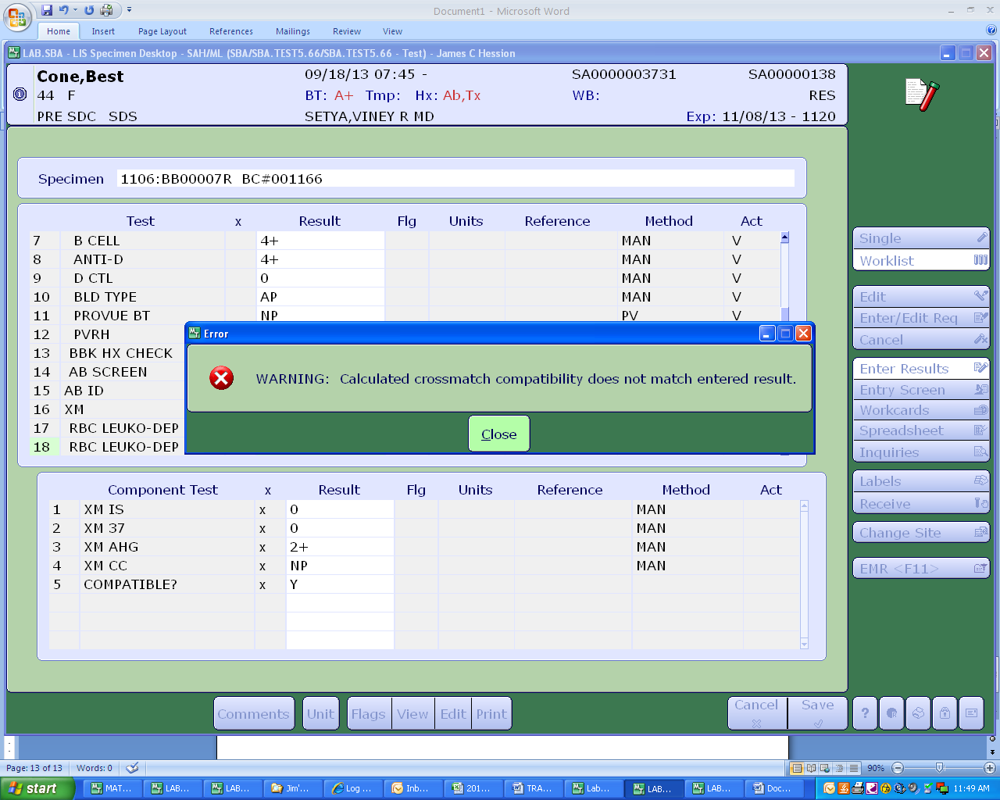 Document1 - Microsoft Word
Home Insert Page Layout References Mailings Review View
LAB.SBA - LIS Specimen Desktop - SAH/ML (SBA/SBA.TEST5.66/SBA.TEST5.66 - Test) - James C Hession
Cone,Best 09/18/13 07:45 - SA0000003731 SA00000138
44 F BT: A+ Tmp: Hx: Ab,Tx WB: RES
PRE SDC SDS SETYA,VINEY R MD Exp: 11/08/13 - 1120
Specimen 1106:BB00007R BC#001166
Test x Result Flg Units Reference Method Act
7 B CELL 4+ MAN V
8 ANTI-D 4+ MAN V
9 D CTL 0 MAN V
10 BLD TYPE AP MAN V
11 PROVUE BT NP PV V
12 PVRH
13 BBK HX CHECK
14 AB SCREEN
15 AB ID
16 XM
17 RBC LEUKO-DEP
18 RBC LEUKO-DEP
Error
WARNING: Calculated crossmatch compatibility does not match entered result.
Close
Component Test x Result Flg Units Reference Method Act
1 XM IS x 0 MAN
2 XM 37 x 0 MAN
3 XM AHG x 2+ MAN
4 XM CC x NP MAN
5 COMPATIBLE? x Y
Single
Worklist
Edit
Enter/Edit Req
Cancel
Enter Results
Entry Screen
Workcards
Spreadsheet
Inquiries
Labels
Receive
Change Site
EMR <F11>
Comments Unit Flags View Edit Print Cancel Save ?
Page: 13 of 13 Words: 0 90%
start MAT... LAB... LAB... Jim'... Log ... Inb... 201... TRA... Lab... LAB... LAB... Doc... 11:49 AM